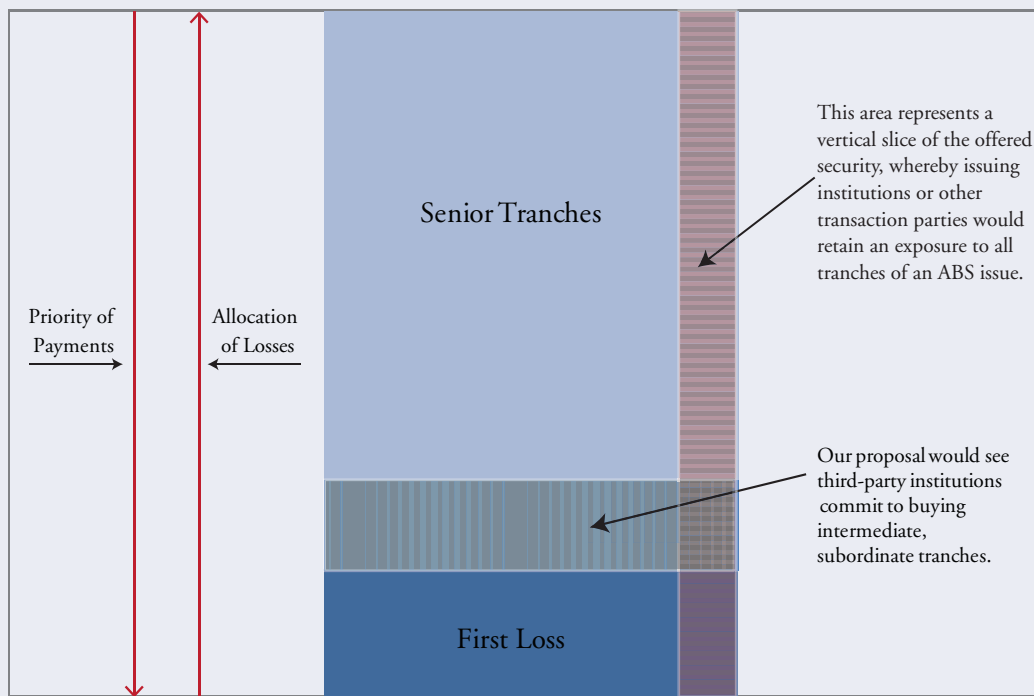 This area represents a
vertical slice of the offered
security, whereby issuing
institutions or other
transaction parties would
retain an exposure to all
tranches of an ABS issue.
Senior Tranches
Priority of
Payments
Allocation
of Losses
Our proposal would see
third-party institutions
commit to buying
intermediate,
subordinate tranches.
First Loss